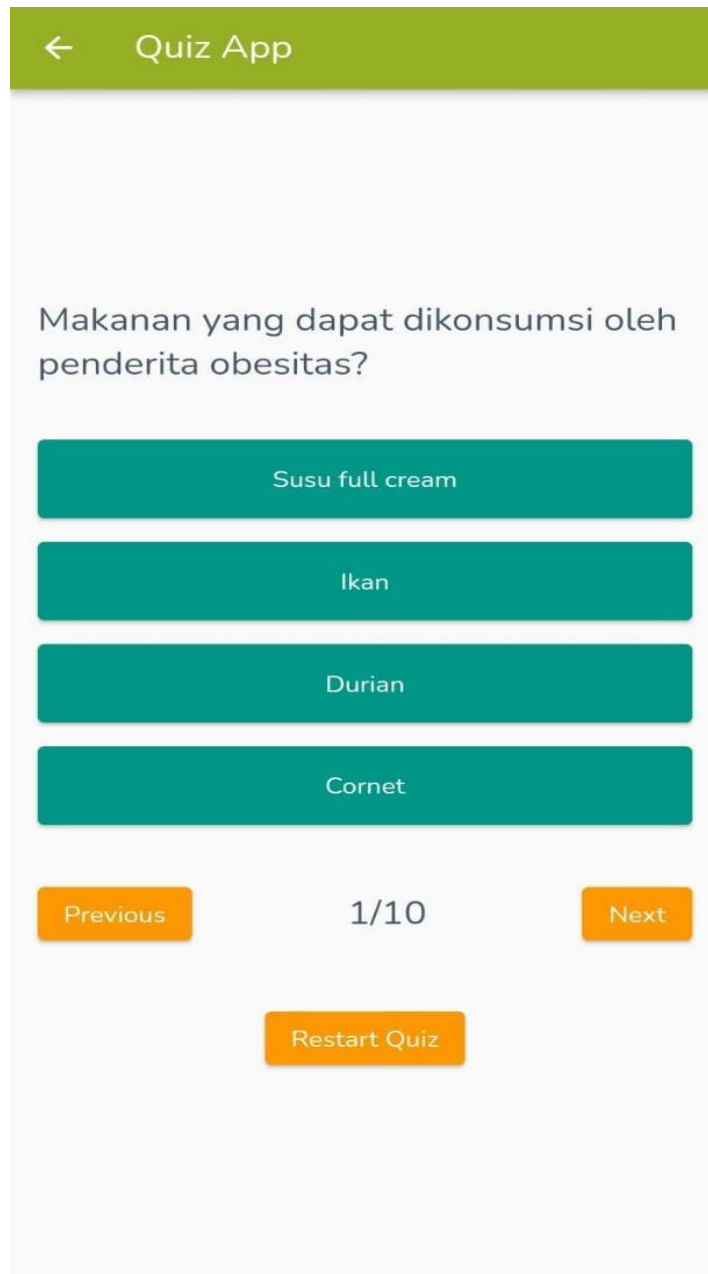 Quiz App
Makanan yang dapat dikonsumsi oleh
penderita obesitas?
Susu full cream
Ikan
Durian
Cornet
Previous
1/10
Next
Restart Quiz